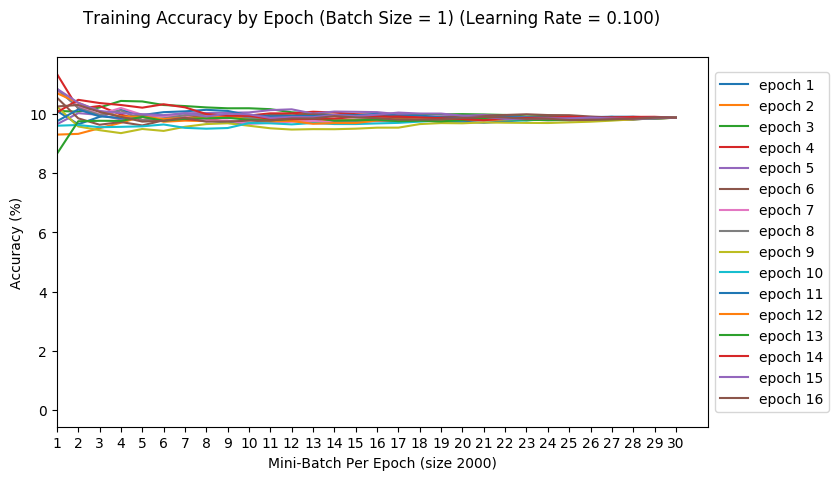 Training Accuracy by Epoch (Batch Size = 1) (Learning Rate = 0.100)
Accuracy (%)
10
8
6
4
2
0
1 2 3 4 5 6 7 8 9 10 11 12 13 14 15 16 17 18 19 20 21 22 23 24 25 26 27 28 29 30
Mini-Batch Per Epoch (size 2000)
epoch 1
epoch 2
epoch 3
epoch 4
epoch 5
epoch 6
epoch 7
epoch 8
epoch 9
epoch 10
epoch 11
epoch 12
epoch 13
epoch 14
epoch 15
epoch 16